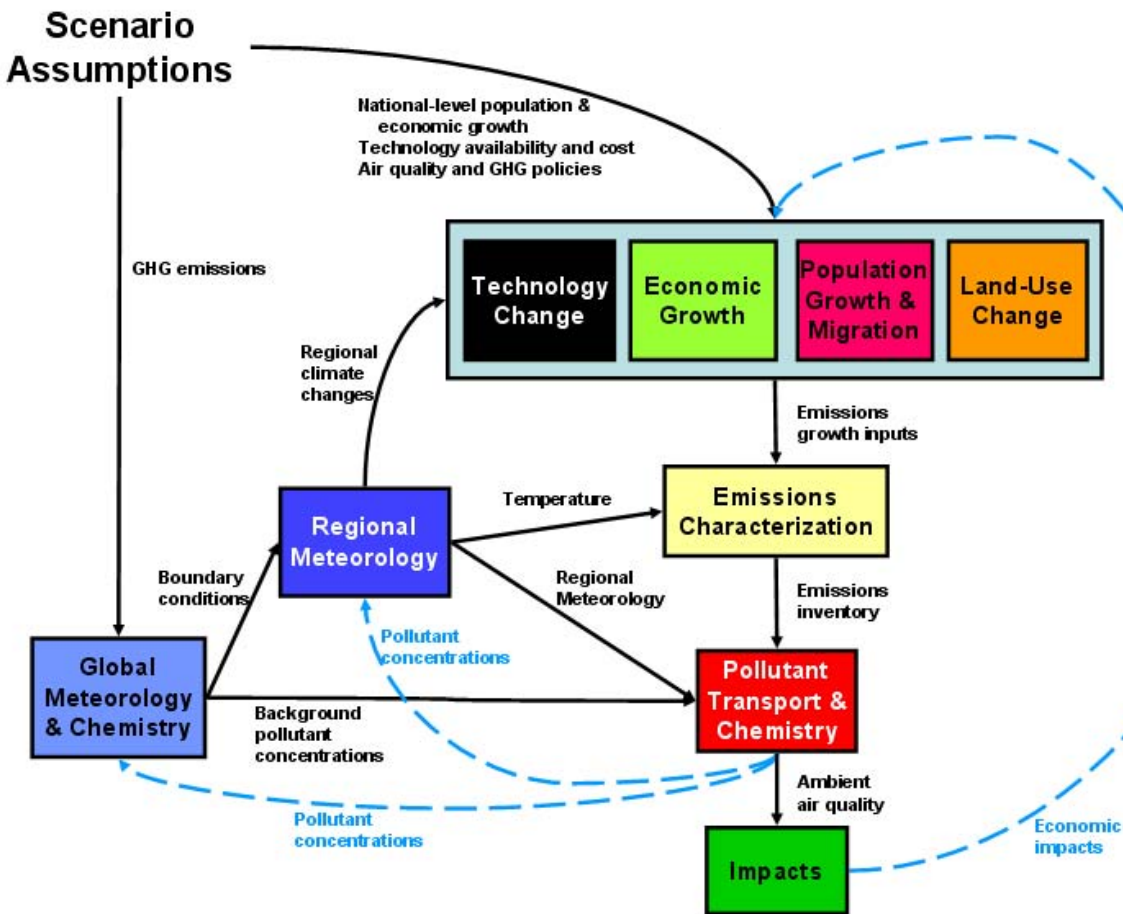 Scenario
Assumptions
National-level population &
economic growth
Technology availability and cost
Air quality and GHG policies
GHG emissions
Technology
Change
Economic
Growth
Population
Growth &
Migration
Land-Use
Change
Regional
climate
changes
Emissions
growth inputs
Temperature
Emissions
Characterization
Regional
Meteorology
Boundary
conditions
Regional
Meteorology
Emissions
inventory
Pollutant
concentrations
Global
Meteorology
& Chemistry
Pollutant
Transport &
Chemistry
Background
pollutant
concentrations
Ambient
air quality
Pollutant
concentrations
Economic
impacts
Impacts